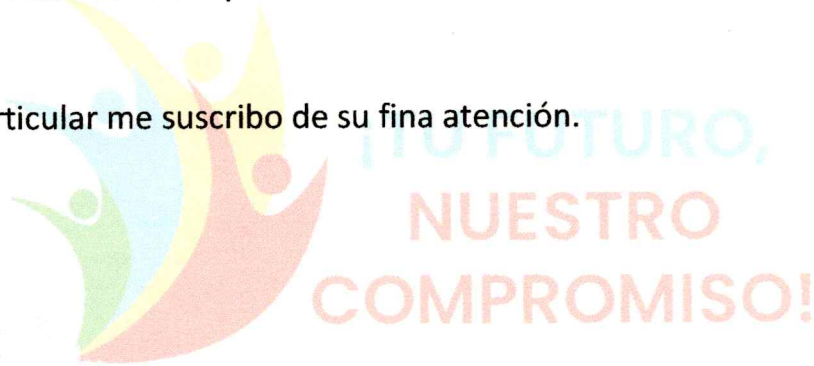 rticular me suscribo de su fina atención.
¡TU FUTURO,
NUESTRO
COMPROMISO!